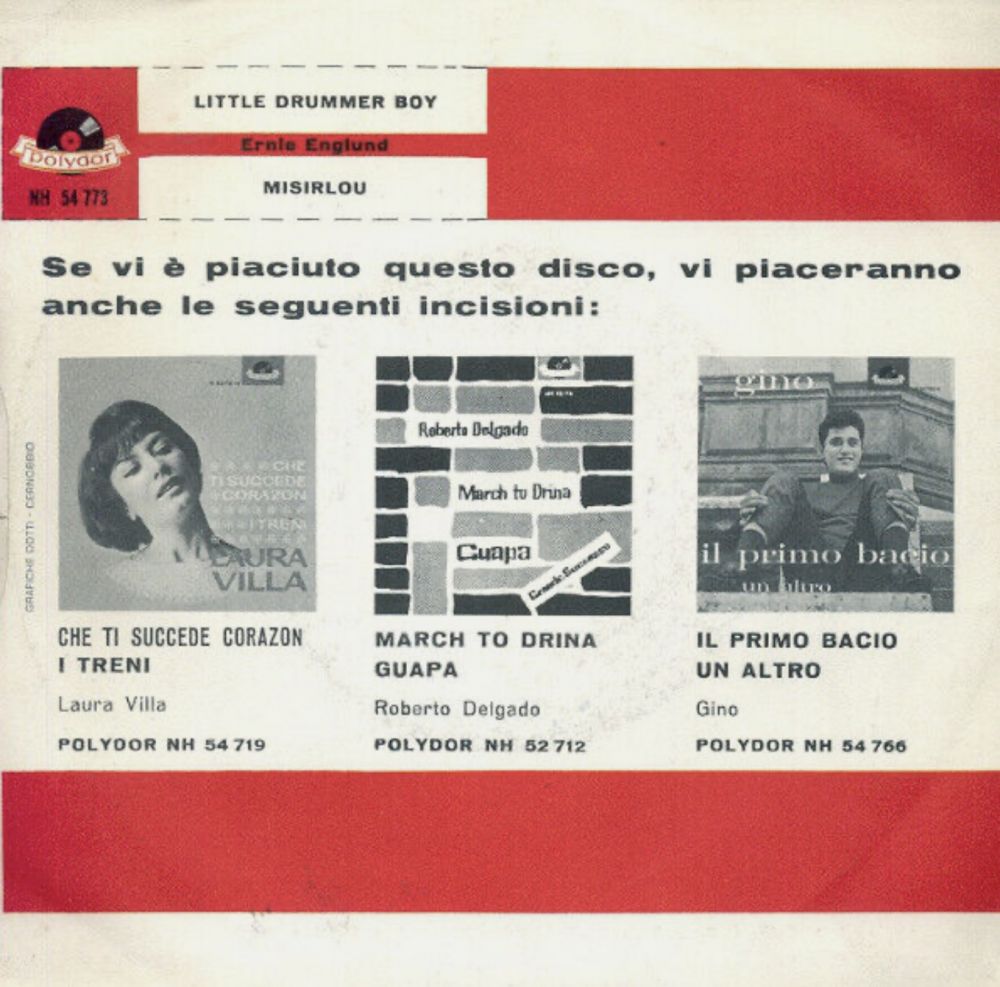 LITTLE DRUMMER BOY
Ernie Englund
MISIRLOU
polydor
NH 54 773
Se vi è piaciuto questo disco, vi piaceranno
anche le seguenti incisioni:
GRAFICHE DOTTI - CERNOBBIO
CHE
TI SUCCEDE
CORAZON
I TRENI
LAURA
VILLA
Roberto Delgado
March to Drina
Guapa
gino
il primo bacio
un altro
CHE TI SUCCEDE CORAZON
I TRENI
Laura Villa
POLYDOR NH 54 719
MARCH TO DRINA
GUAPA
Roberto Delgado
POLYDOR NH 52 712
IL PRIMO BACIO
UN ALTRO
Gino
POLYDOR NH 54 766